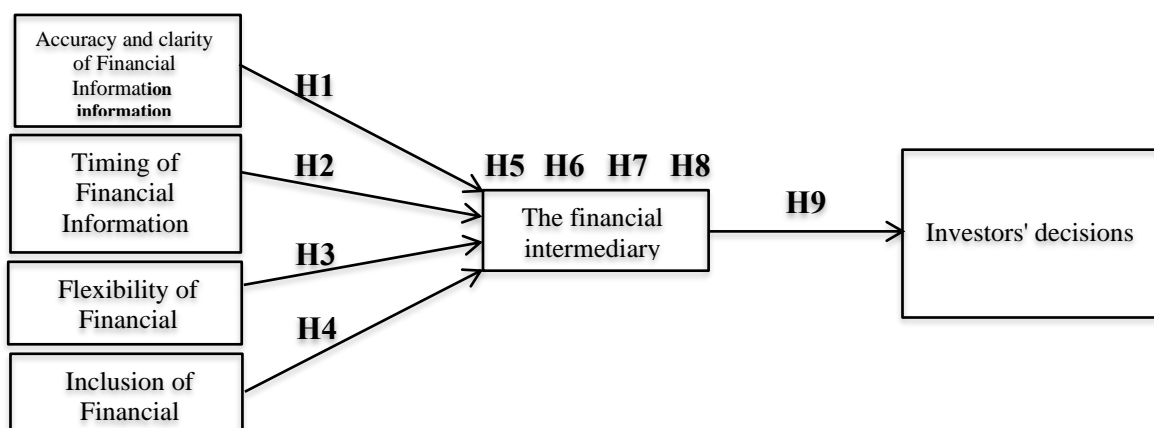 Accuracy and clarity
of Financial
Information
information
H1
Timing of
Financial
Information
H2
Flexibility of
Financial
H3
Inclusion of
Financial
H4
H5 H6 H7 H8
The financial
intermediary
H9
Investors' decisions